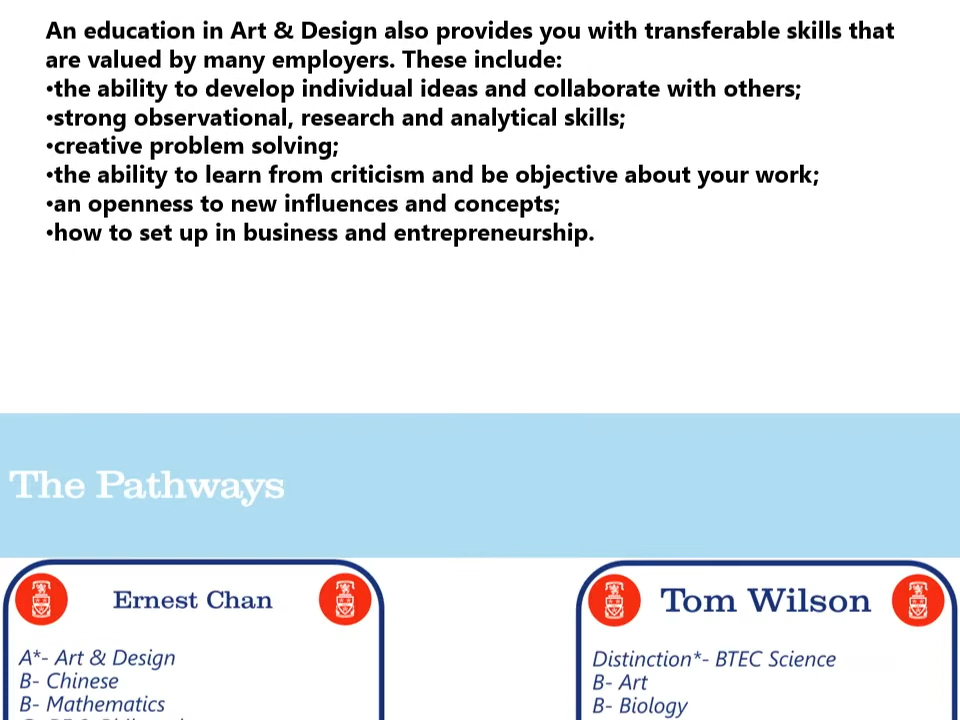 An education in Art & Design also provides you with transferable skills that
are valued by many employers. These include:
•the ability to develop individual ideas and collaborate with others;
•strong observational, research and analytical skills;
•creative problem solving;
•the ability to learn from criticism and be objective about your work;
•an openness to new influences and concepts;
•how to set up in business and entrepreneurship.
The Pathways
Ernest Chan
A*- Art & Design
B- Chinese
B- Mathematics
Tom Wilson
Distinction*- BTEC Science
B- Art
B- Biology